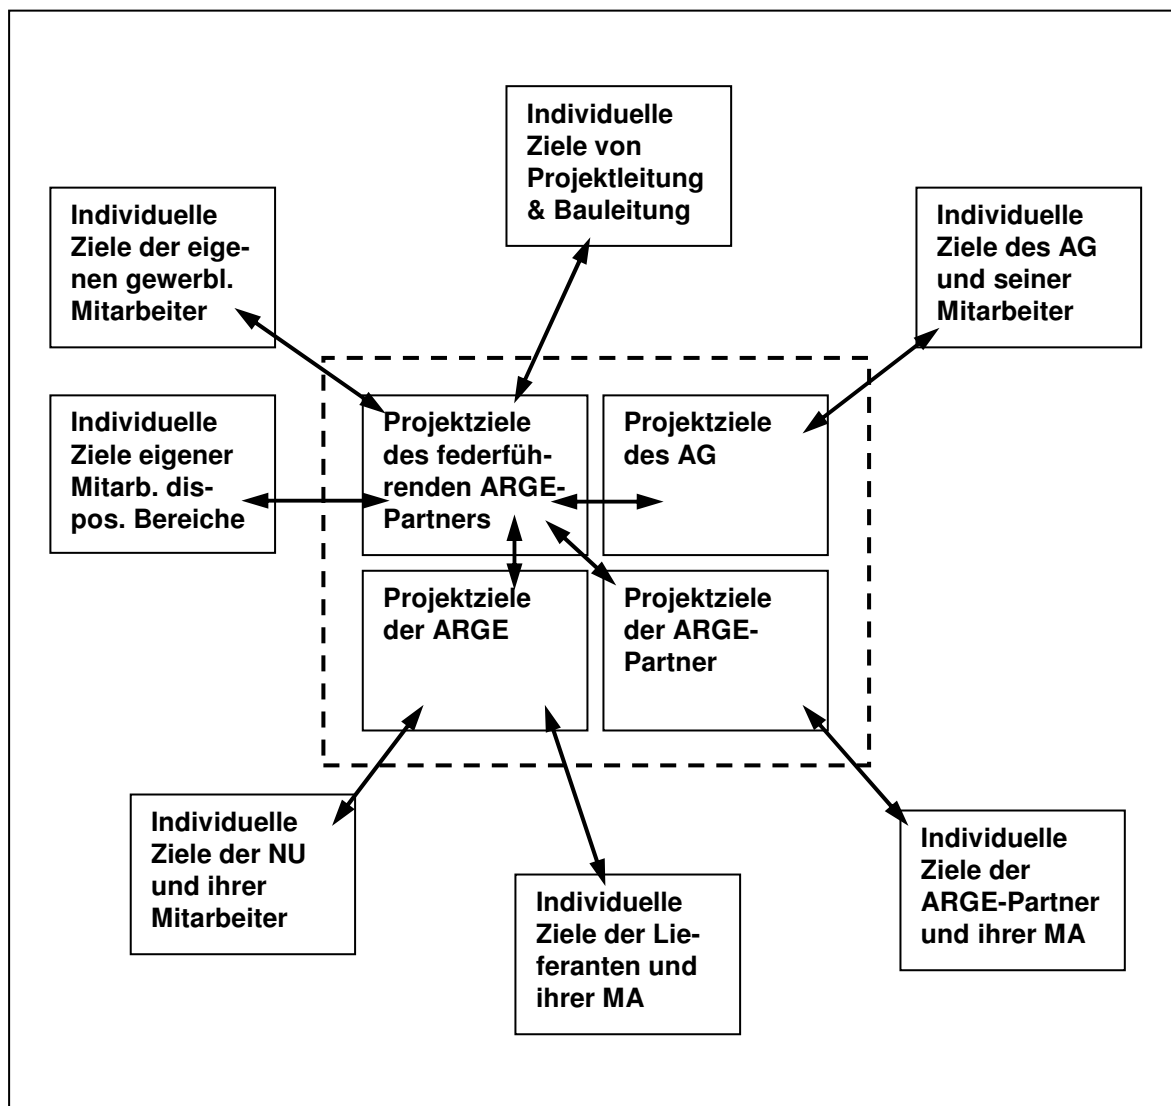 Individuelle
Ziele von
Projektleitung
& Bauleitung
Individuelle
Ziele der eige-
nen gewerbl.
Mitarbeiter
Individuelle
Ziele des AG
und seiner
Mitarbeiter
Individuelle
Ziele eigener
Mitarb. dis-
pos. Bereiche
Projektziele
des federfüh-
renden ARGE-
Partners
Projektziele
des AG
Projektziele
der ARGE
Projektziele
der ARGE-
Partner
Individuelle
Ziele der NU
und ihrer
Mitarbeiter
Individuelle
Ziele der Lie-
feranten und
ihrer MA
Individuelle
Ziele der
ARGE-Partner
und ihrer MA